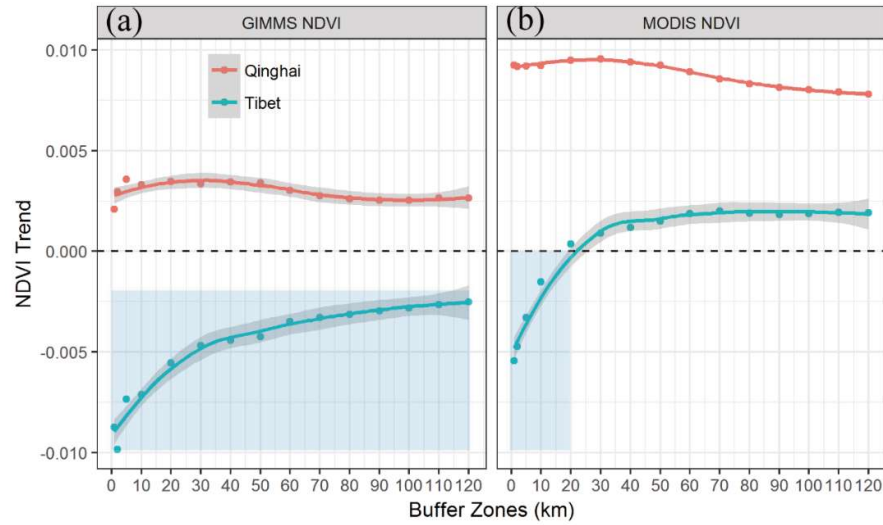 (a) GIMMS NDVI
(b) MODIS NDVI
Qinghai
Tibet
NDVI Trend
0.010
0.005
0.000
-0.005
-0.010
0 10 20 30 40 50 60 70 80 90 100 110 120
0 10 20 30 40 50 60 70 80 90 100 110 120
Buffer Zones (km)